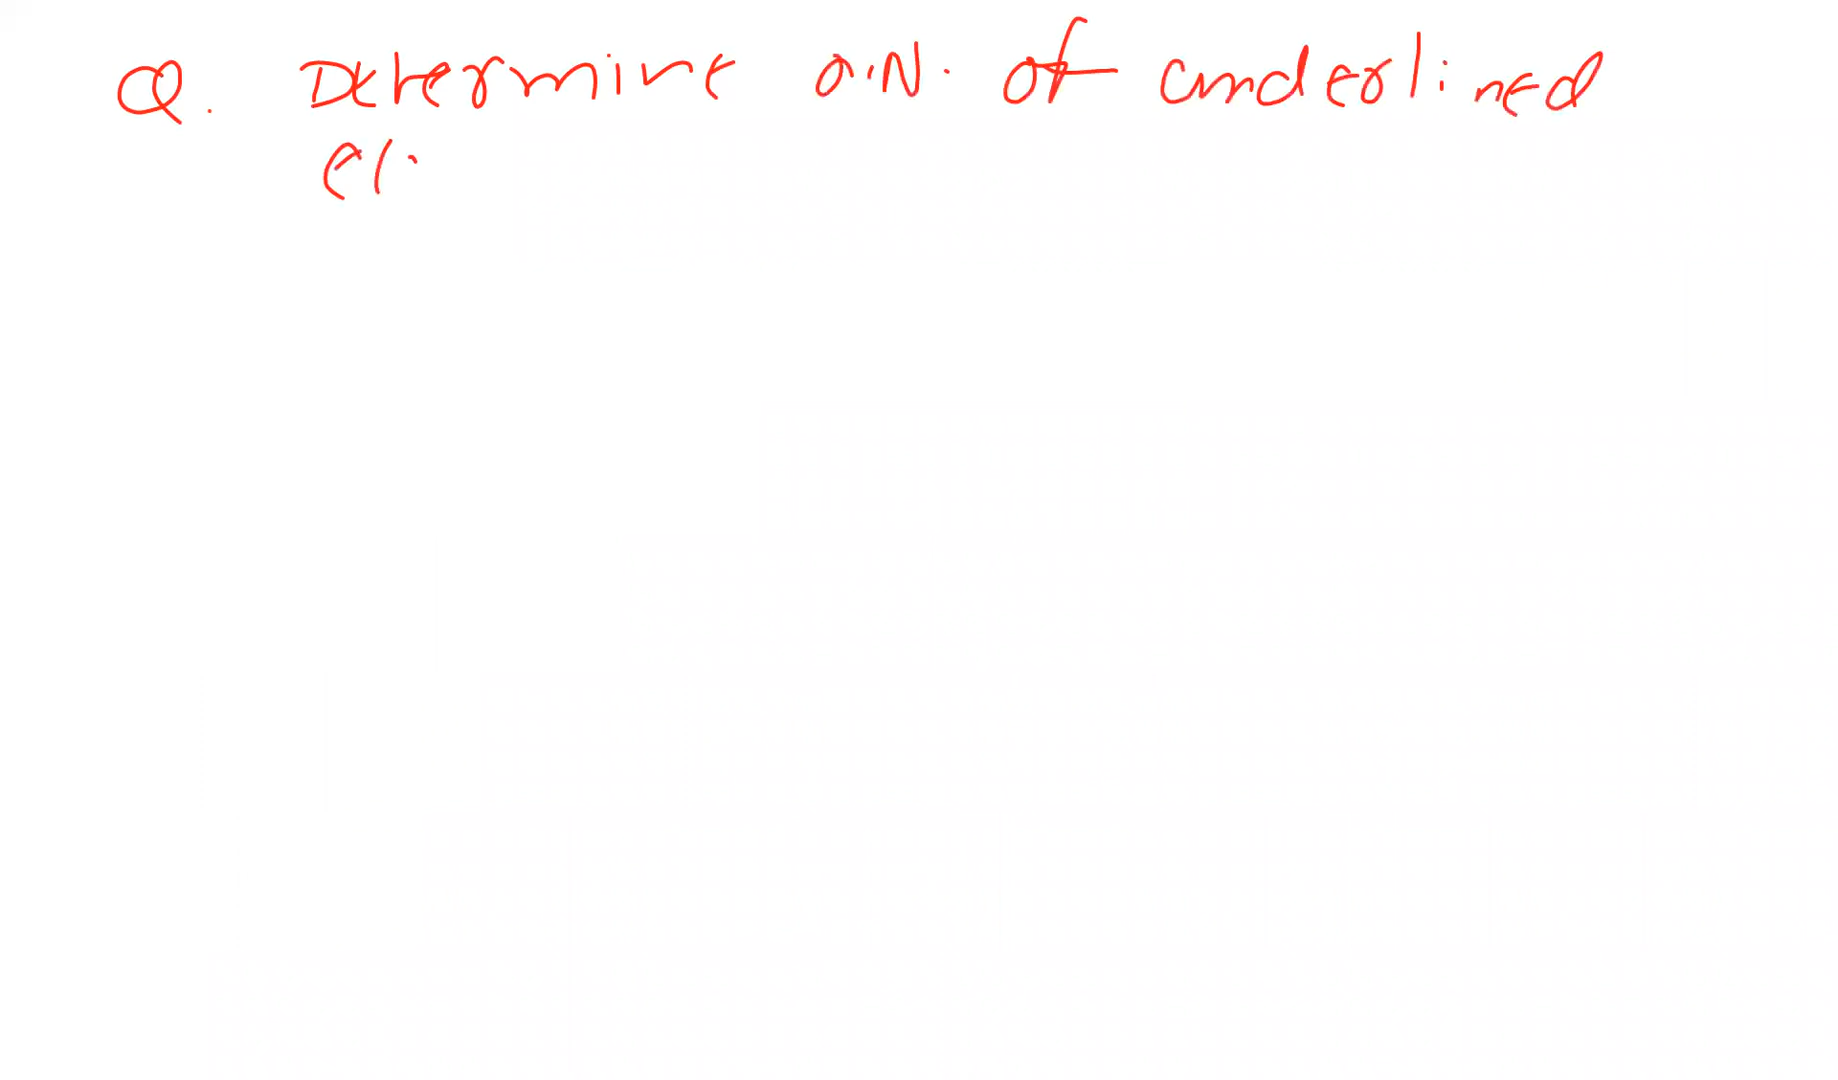 Q. Determine O.N. of underlined
El.